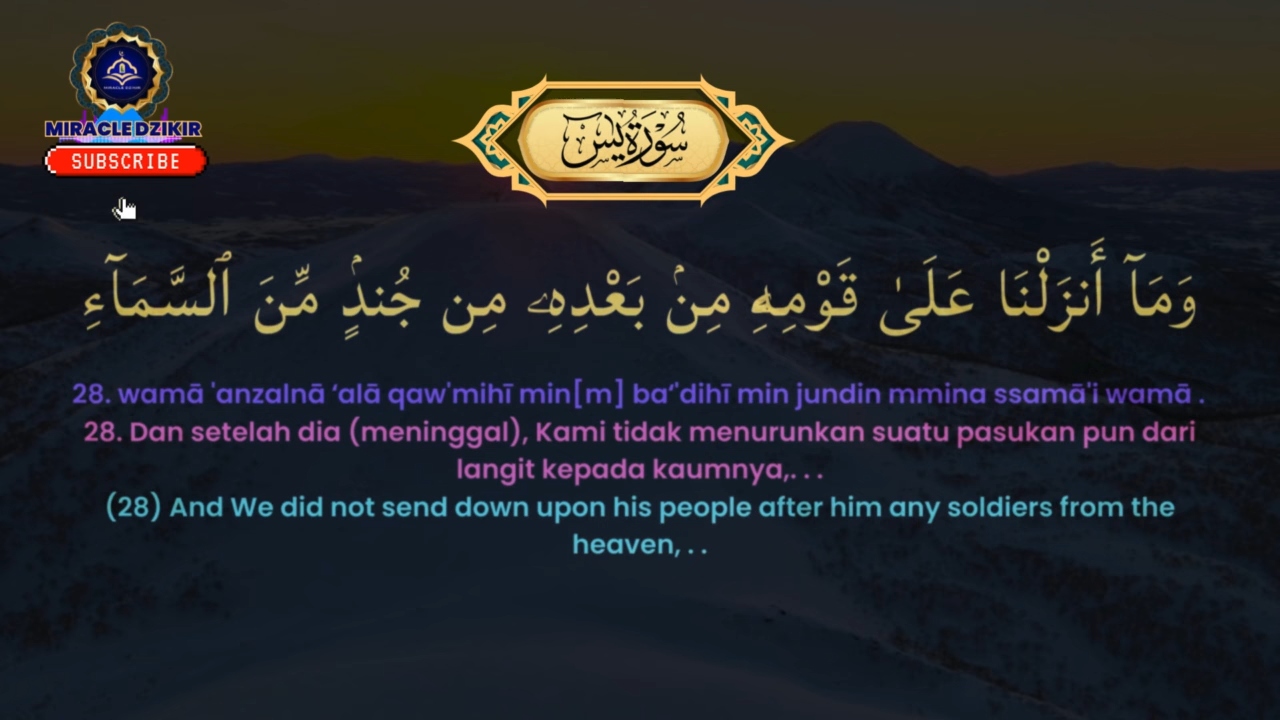 MIRACLE DZIKIR
MIRACLE DZIKIR
SUBSCRIBE
سُوْرَةُ يٰسٓ
وَمَآ أَنزَلْنَا عَلَىٰ قَوْمِهِۦ مِنۢ بَعْدِهِۦ مِن جُندٍۢ مِّنَ ٱلسَّمَآءِ
28. wamā 'anzalnā ‘alā qaw'mihī min[m] ba‘'dihī min jundin mmina ssamā'i wamā .
28. Dan setelah dia (meninggal), Kami tidak menurunkan suatu pasukan pun dari
langit kepada kaumnya,. . .
(28) And We did not send down upon his people after him any soldiers from the
heaven, . .